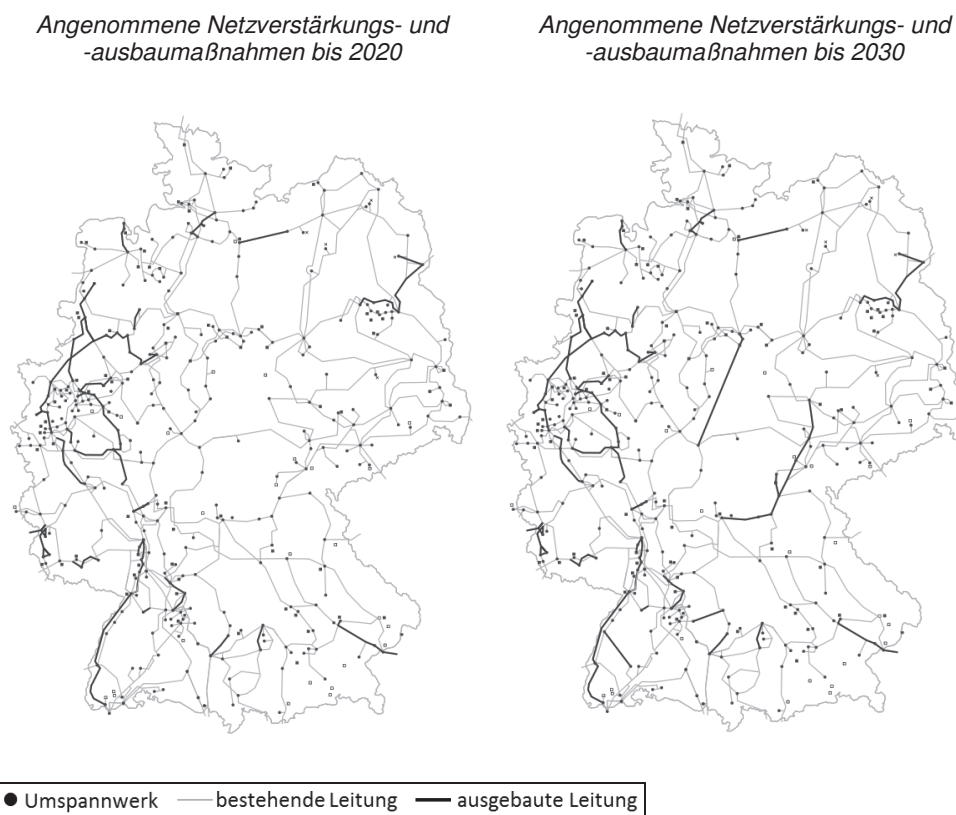 Angenommene Netzverstärkungs- und
-ausbaumaßnahmen bis 2020
Angenommene Netzverstärkungs- und
-ausbaumaßnahmen bis 2030
Umspannwerk bestehende Leitung ausgebaute Leitung